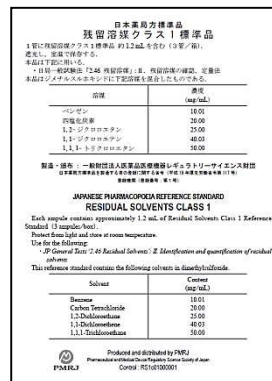 日本薬局方標準品
残留溶媒クラスⅠ標準品
1管に残留溶媒クラスⅠ標準品 約1.2 mLを含む (3管／箱).
遮光し, 室温で保存する.
本品は下記に用いる.
・日局一般試験法「2.46 残留溶媒」: Ⅱ. 残留溶媒の確認, 定量法
本品はジメチルスルホキシドに下記溶媒を混合したものである.
溶媒 濃度
(mg/mL)
ベンゼン 10.01
四塩化炭素 20.00
1, 2-ジクロロエタン 25.00
1, 1-ジクロロエテン 40.03
1, 1, 1-トリクロロエタン 50.00
製造・頒布 : 一般財団法人医薬品医療機器レギュラトリーサイエンス財団
JAPANESE PHARMACOPOEIA REFERENCE STANDARD
RESIDUAL SOLVENTS CLASS 1
Each ampule contains approximately 1.2 mL of Residual Solvents Class 1 Reference
Standard (3 ampules/box).
Protect from light and store at room temperature.
Use for the following:
・JP General Tests '2.46 Residual Solvents': Ⅱ. Identification and quantification of residual
solvents
This reference standard contains the following solvents in dimethylsulfoxide.
Solvent Content
(mg/mL)
Benzene 10.01
Carbon Tetrachloride 20.00
1,2-Dichloroethane 25.00
1,1-Dichloroethene 40.03
1,1,1-Trichloroethane 50.00
PMRJ
Produced and distributed by PMRJ
Pharmaceutical and Medical Device Regulatory Science Society of Japan
Control : RS1c01000001